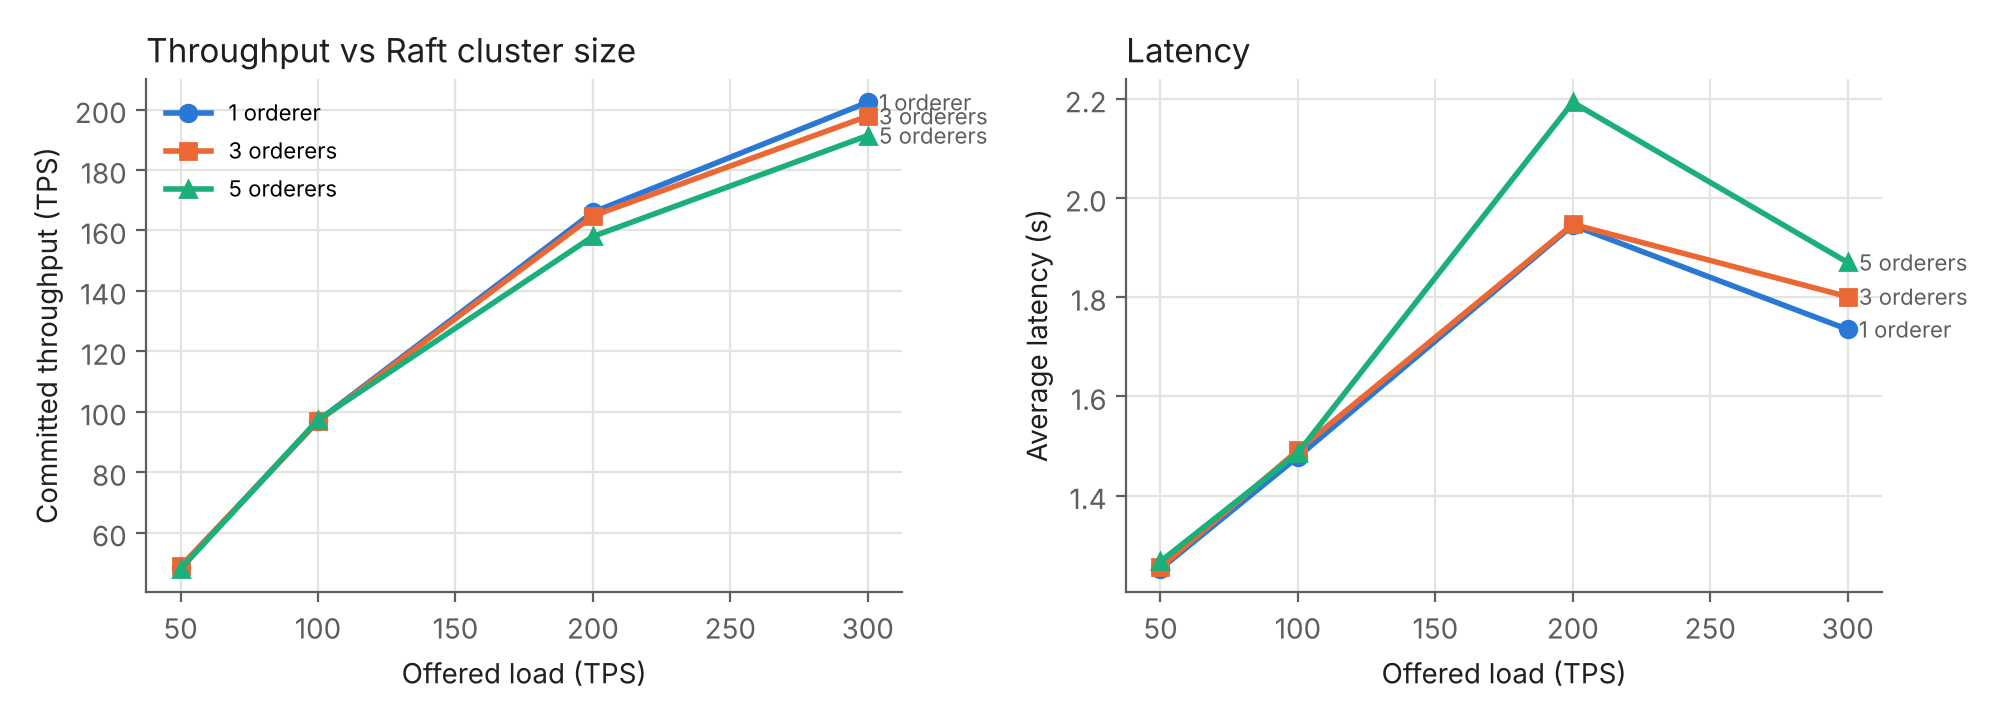 Throughput vs Raft cluster size
1 orderer
3 orderers
5 orderers
1 orderer
3 orderers
5 orderers
200
180
160
140
120
100
80
60
Committed throughput (TPS)
50 100 150 200 250 300
Offered load (TPS)
Latency
2.2
2.0
1.8
1.6
1.4
Average latency (s)
5 orderers
3 orderers
1 orderer
50 100 150 200 250 300
Offered load (TPS)